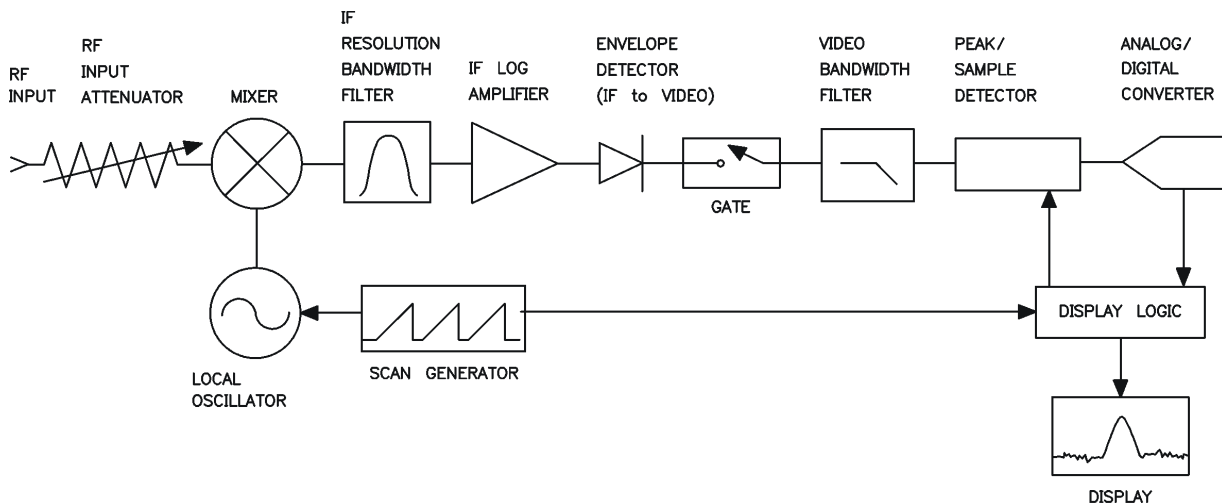 RF
INPUT
RF
INPUT
ATTENUATOR
MIXER
IF
RESOLUTION
BANDWIDTH
FILTER
IF LOG
AMPLIFIER
ENVELOPE
DETECTOR
(IF to VIDEO)
GATE
VIDEO
BANDWIDTH
FILTER
PEAK/
SAMPLE
DETECTOR
ANALOG/
DIGITAL
CONVERTER
LOCAL
OSCILLATOR
SCAN GENERATOR
DISPLAY LOGIC
DISPLAY